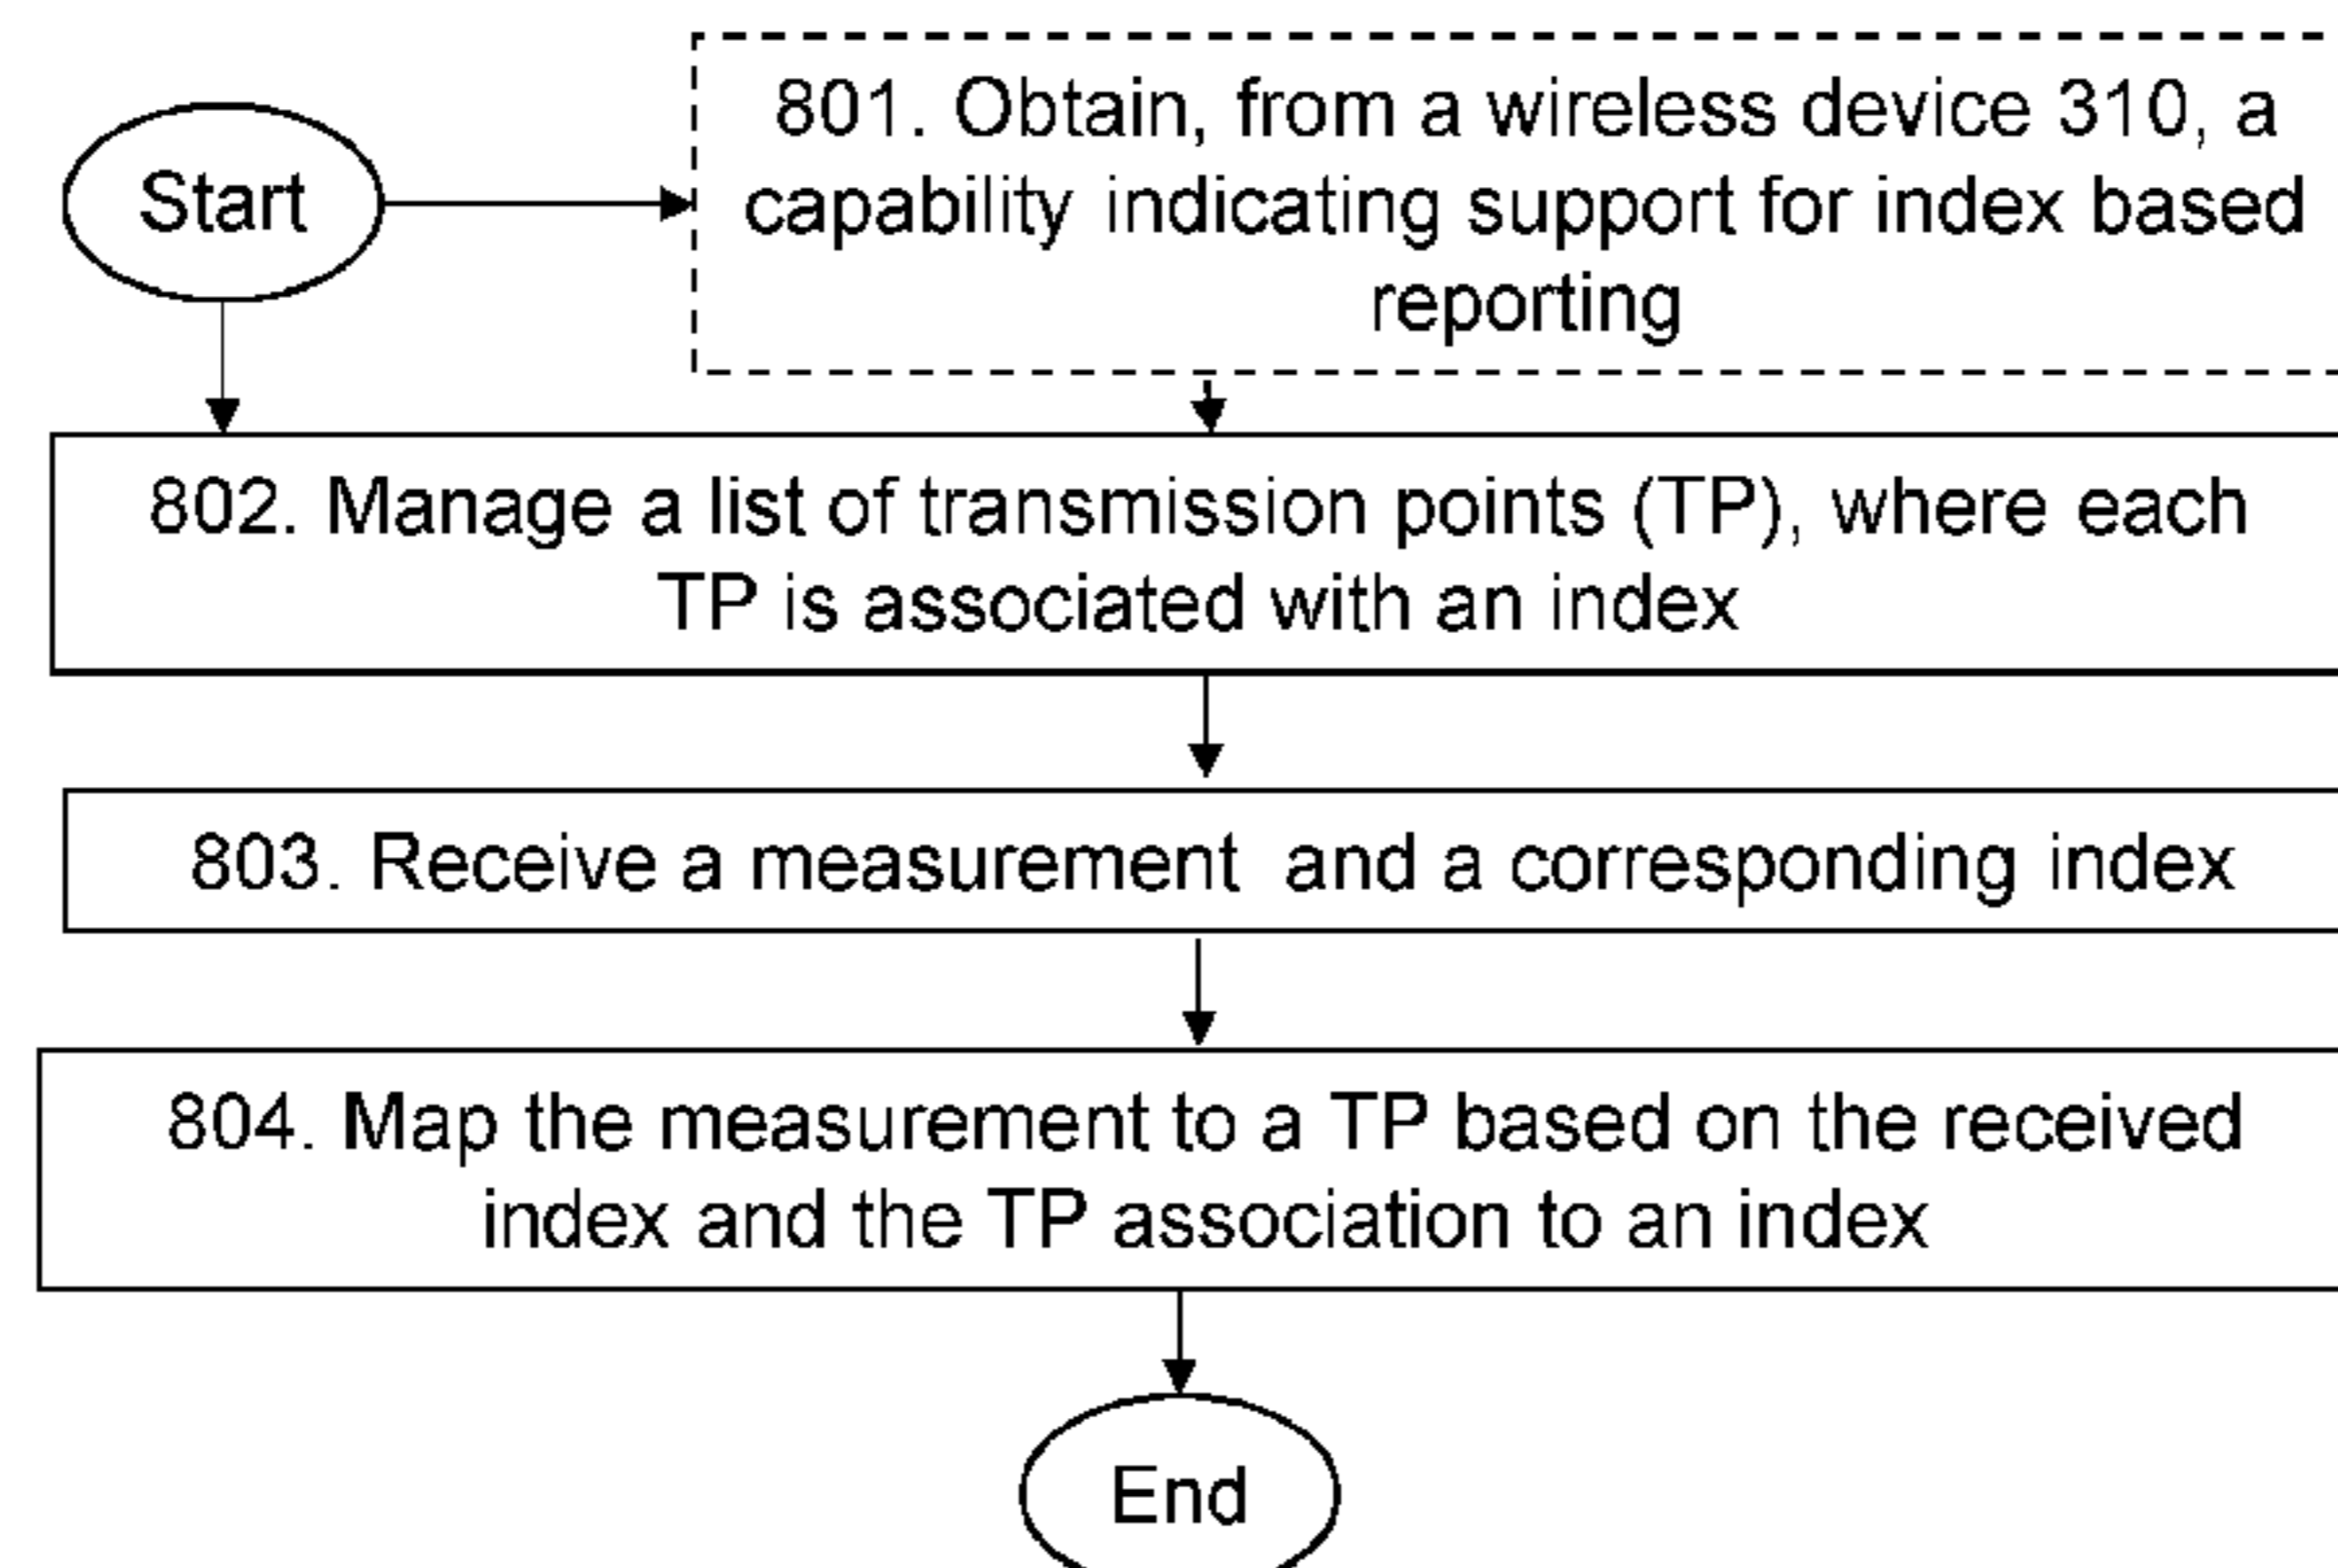 Start
801. Obtain, from a wireless device 310, a
capability indicating support for index based
reporting
802. Manage a list of transmission points (TP), where each
TP is associated with an index
803. Receive a measurement and a corresponding index
804. Map the measurement to a TP based on the received
index and the TP association to an index
End